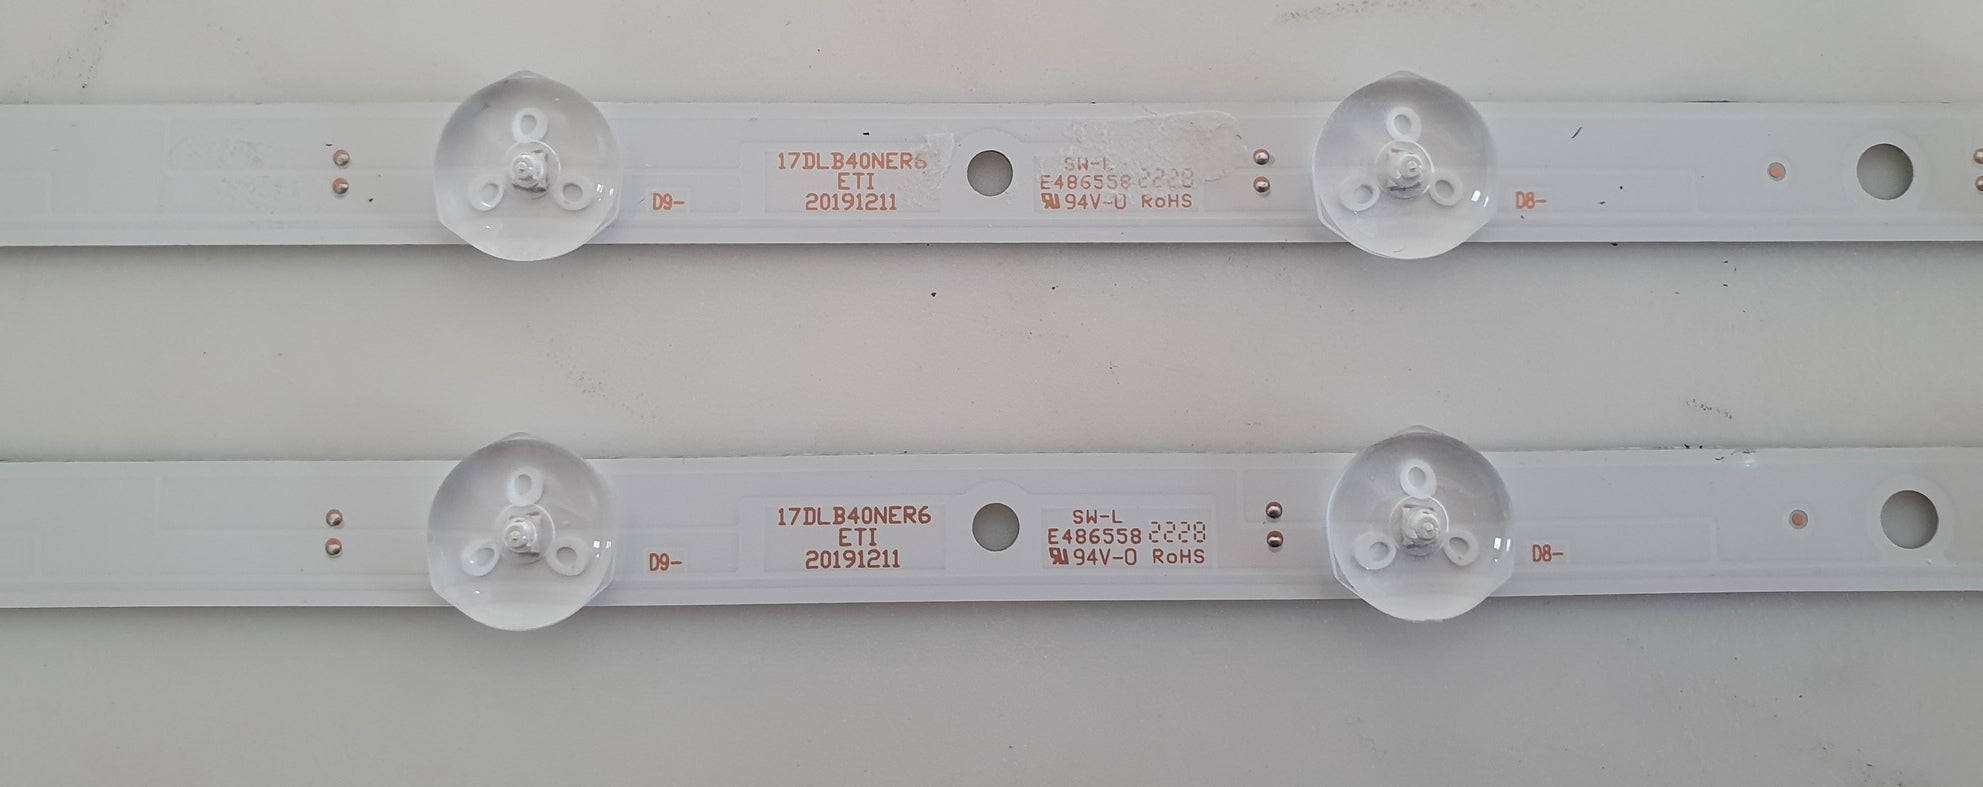 17DLB40NER6
ETI
20191211
SW-L
E486558 2228
94V-0 RoHS
D9-
D8-
17DLB40NER6
ETI
20191211
SW-L
E486558 2228
94V-0 RoHS
D9-
D8-